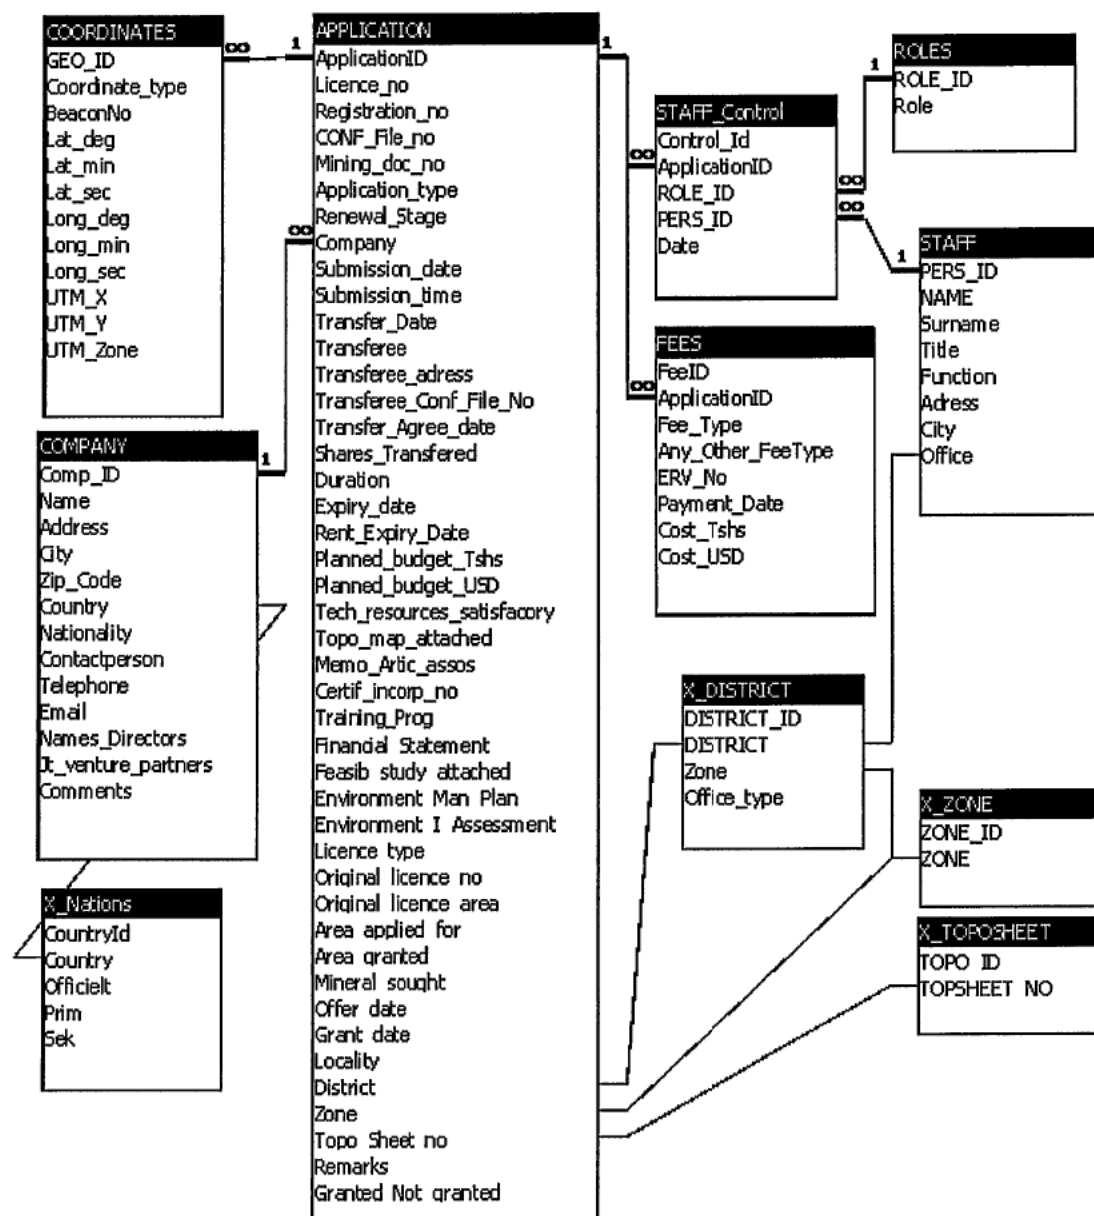 COORDINATES
GEO_ID
Coordinate_type
BeaconNo
Lat_deg
Lat_min
Lat_sec
Long_deg
Long_min
Long_sec
UTM_X
UTM_Y
UTM_Zone
∞
1
APPLICATION
ApplicationID
Licence_no
Registration_no
CONF_File_no
Mining_doc_no
Application_type
Renewal_Stage
Company
Submission_date
Submission_time
Transfer_Date
Transferee
Transferee_adress
Transferee_Conf_File_No
Transfer_Agree_date
Shares_Transfered
Duration
Expiry_date
Rent_Expiry_Date
Planned_budget_Tshs
Planned_budget_USD
Tech_resources_satisfacory
Topo_map_attached
Memo_Artic_assos
Certif_incorp_no
Training_Prog
Financial Statement
Feasib study attached
Environment Man Plan
Environment I Assessment
Licence type
Original licence no
Original licence area
Area applied for
Area granted
Mineral sought
Offer date
Grant date
Locality
District
Zone
Topo Sheet no
Remarks
Granted Not granted
∞
1
COMPANY
Comp_ID
Name
Address
City
Zip_Code
Country
Nationality
Contactperson
Telephone
Email
Names_Directors
Jt_venture_partners
Comments
X_Nations
CountryId
Country
Officielt
Prim
Sek
1
∞
∞
STAFF_Control
Control_Id
ApplicationID
ROLE_ID
PERS_ID
Date
∞
∞
1
1
ROLES
ROLE_ID
Role
STAFF
PERS_ID
NAME
Surname
Title
Function
Adress
City
Office
FEES
FeeID
ApplicationID
Fee_Type
Any_Other_FeeType
ERV_No
Payment_Date
Cost_Tshs
Cost_USD
X_DISTRICT
DISTRICT_ID
DISTRICT
Zone
Office_type
X_ZONE
ZONE_ID
ZONE
X_TOPOSHEET
TOPO ID
TOPSHEET NO